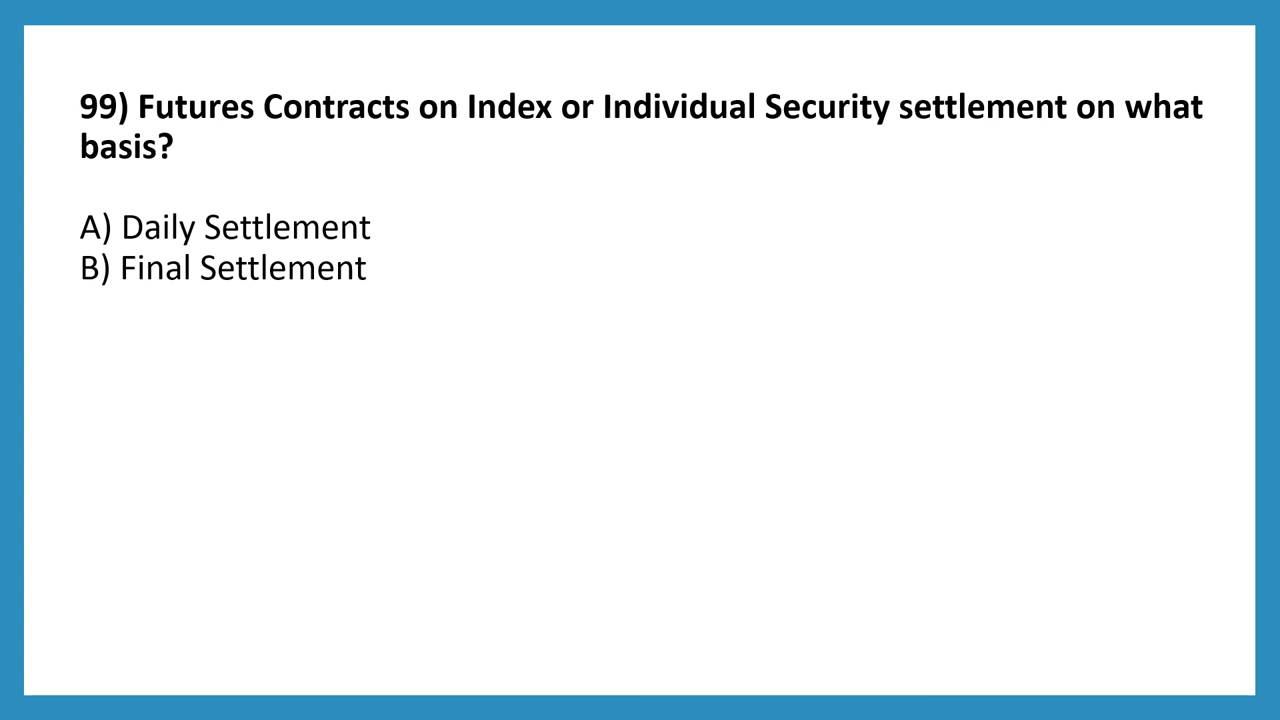 99) Futures Contracts on Index or Individual Security settlement on what
basis?
A) Daily Settlement
B) Final Settlement